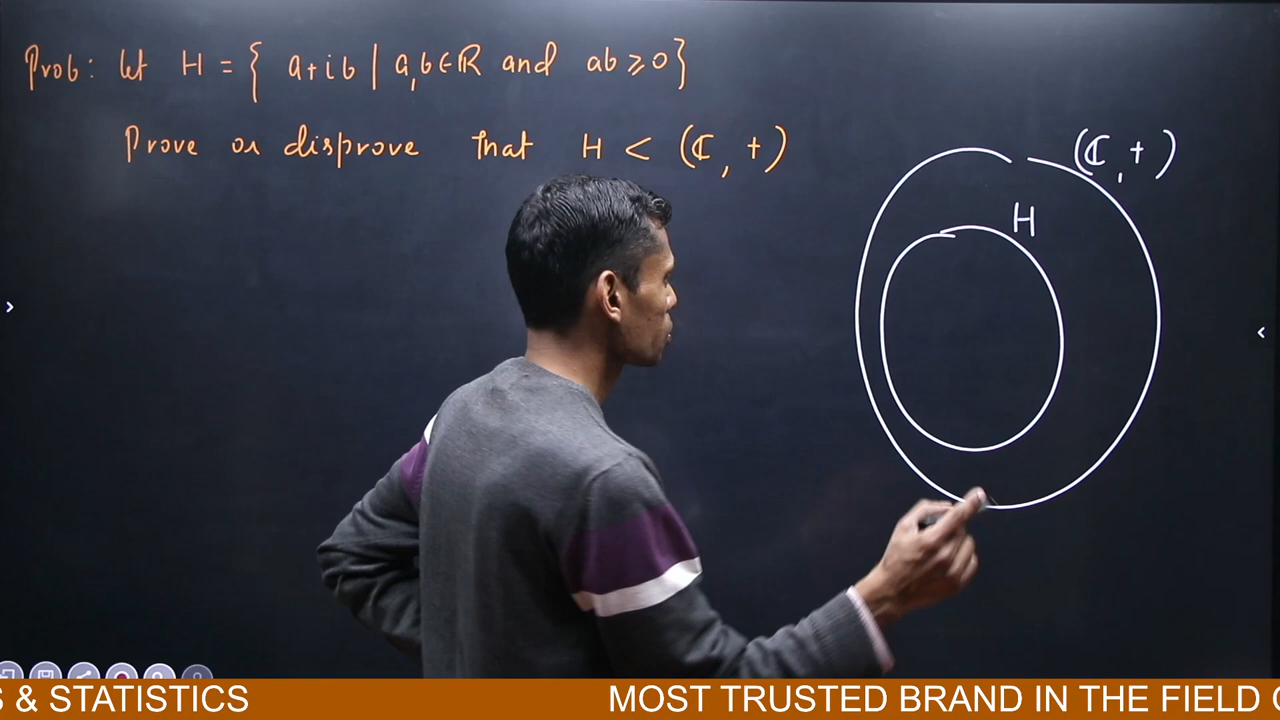 Prob: let H = { a+ib | a,b ∈ ℝ and ab ⩾ 0}
Prove or disprove that H < (ℂ, +)
(ℂ, +)
H
S & STATISTICS
MOST TRUSTED BRAND IN THE FIELD